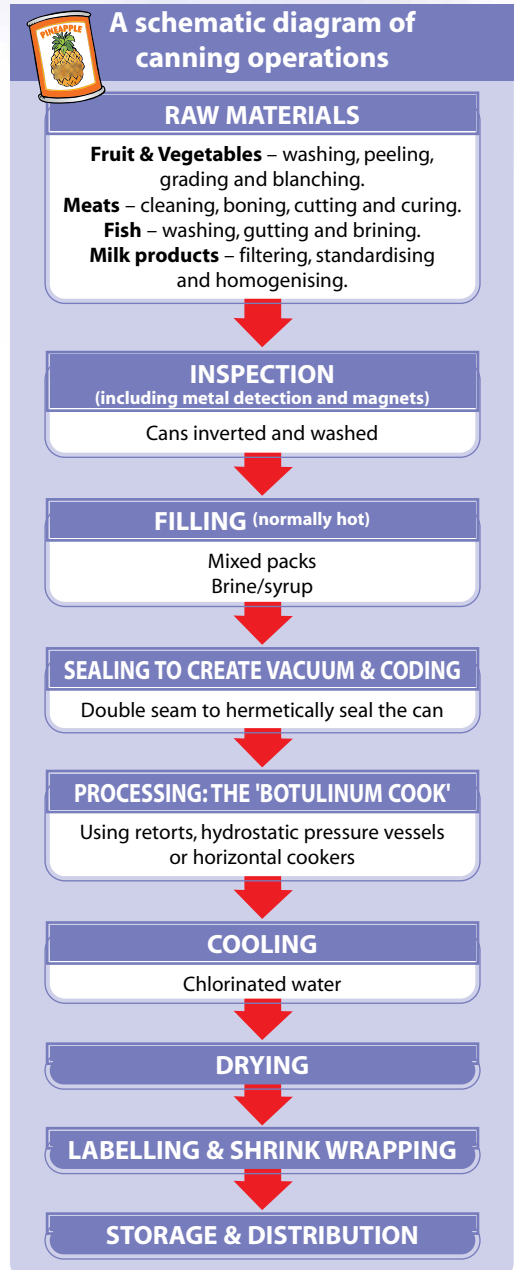 PINEAPPLE
A schematic diagram of
canning operations
RAW MATERIALS
Fruit & Vegetables – washing, peeling,
grading and blanching.
Meats – cleaning, boning, cutting and curing.
Fish – washing, gutting and brining.
Milk products – filtering, standardising
and homogenising.
INSPECTION
(including metal detection and magnets)
Cans inverted and washed
FILLING (normally hot)
Mixed packs
Brine/syrup
SEALING TO CREATE VACUUM & CODING
Double seam to hermetically seal the can
PROCESSING: THE 'BOTULINUM COOK'
Using retorts, hydrostatic pressure vessels
or horizontal cookers
COOLING
Chlorinated water
DRYING
LABELLING & SHRINK WRAPPING
STORAGE & DISTRIBUTION